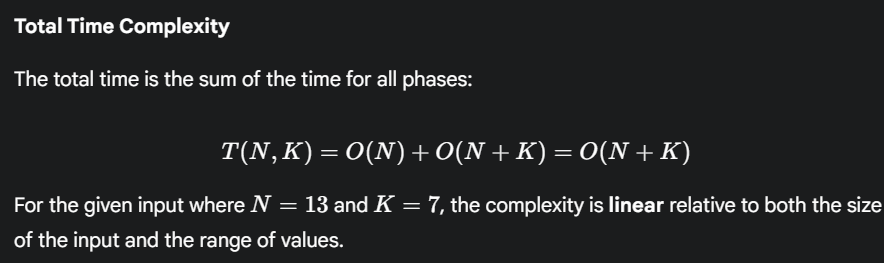 Total Time Complexity
The total time is the sum of the time for all phases:
T(N, K) = O(N) + O(N + K) = O(N + K)
For the given input where N = 13 and K = 7, the complexity is linear relative to both the size
of the input and the range of values.